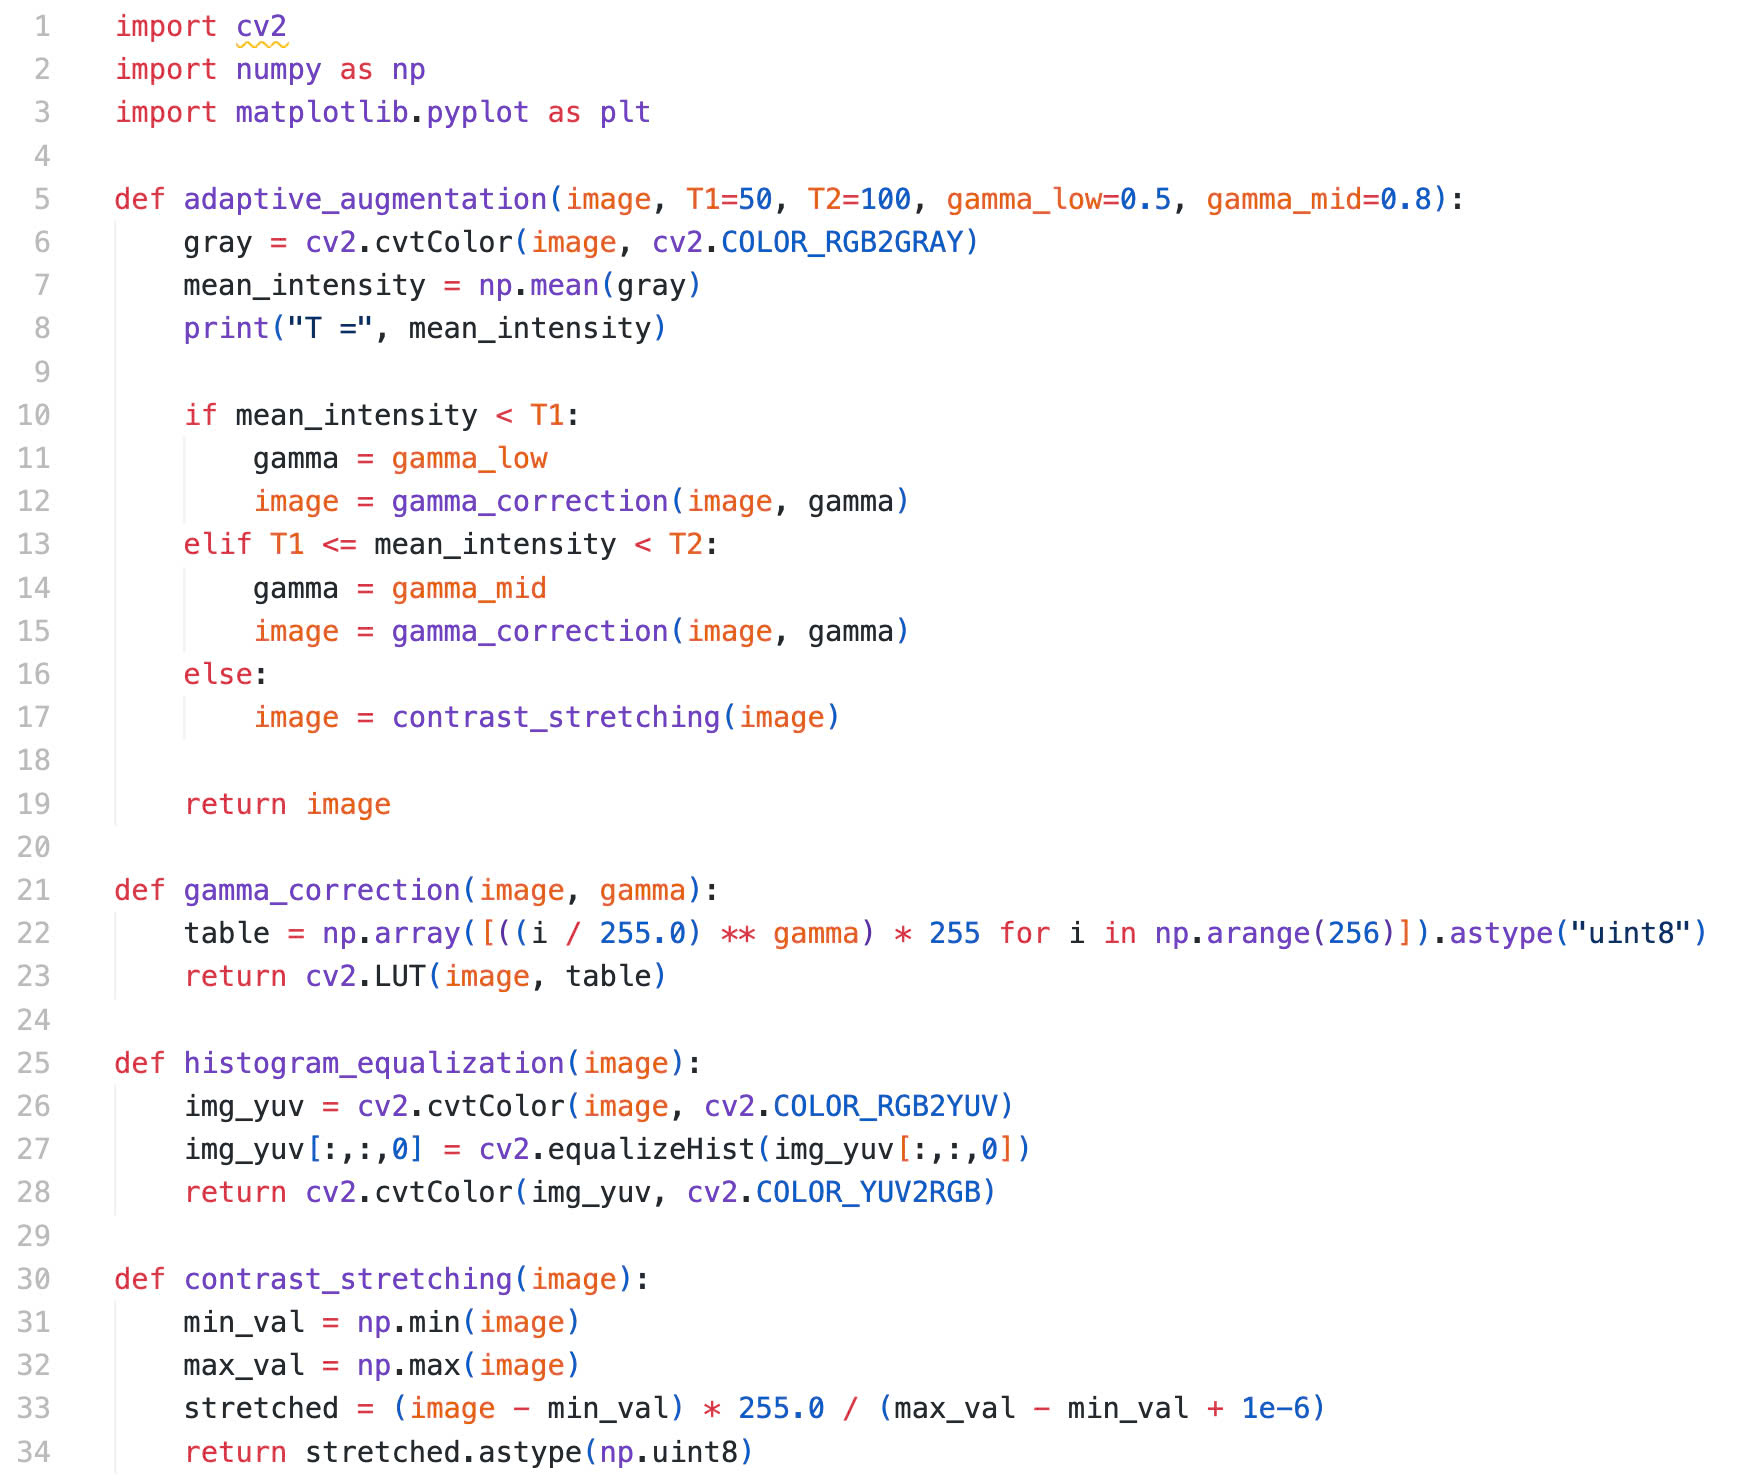 1 import cv2
2 import numpy as np
3 import matplotlib.pyplot as plt
4
5 def adaptive_augmentation(image, T1=50, T2=100, gamma_low=0.5, gamma_mid=0.8):
6     gray = cv2.cvtColor(image, cv2.COLOR_RGB2GRAY)
7     mean_intensity = np.mean(gray)
8     print("T =", mean_intensity)
9
10     if mean_intensity < T1:
11         gamma = gamma_low
12         image = gamma_correction(image, gamma)
13     elif T1 <= mean_intensity < T2:
14         gamma = gamma_mid
15         image = gamma_correction(image, gamma)
16     else:
17         image = contrast_stretching(image)
18
19     return image
20
21 def gamma_correction(image, gamma):
22     table = np.array([((i / 255.0) ** gamma) * 255 for i in np.arange(256)]).astype("uint8")
23     return cv2.LUT(image, table)
24
25 def histogram_equalization(image):
26     img_yuv = cv2.cvtColor(image, cv2.COLOR_RGB2YUV)
27     img_yuv[:,:,0] = cv2.equalizeHist(img_yuv[:,:,0])
28     return cv2.cvtColor(img_yuv, cv2.COLOR_YUV2RGB)
29
30 def contrast_stretching(image):
31     min_val = np.min(image)
32     max_val = np.max(image)
33     stretched = (image - min_val) * 255.0 / (max_val - min_val + 1e-6)
34     return stretched.astype(np.uint8)